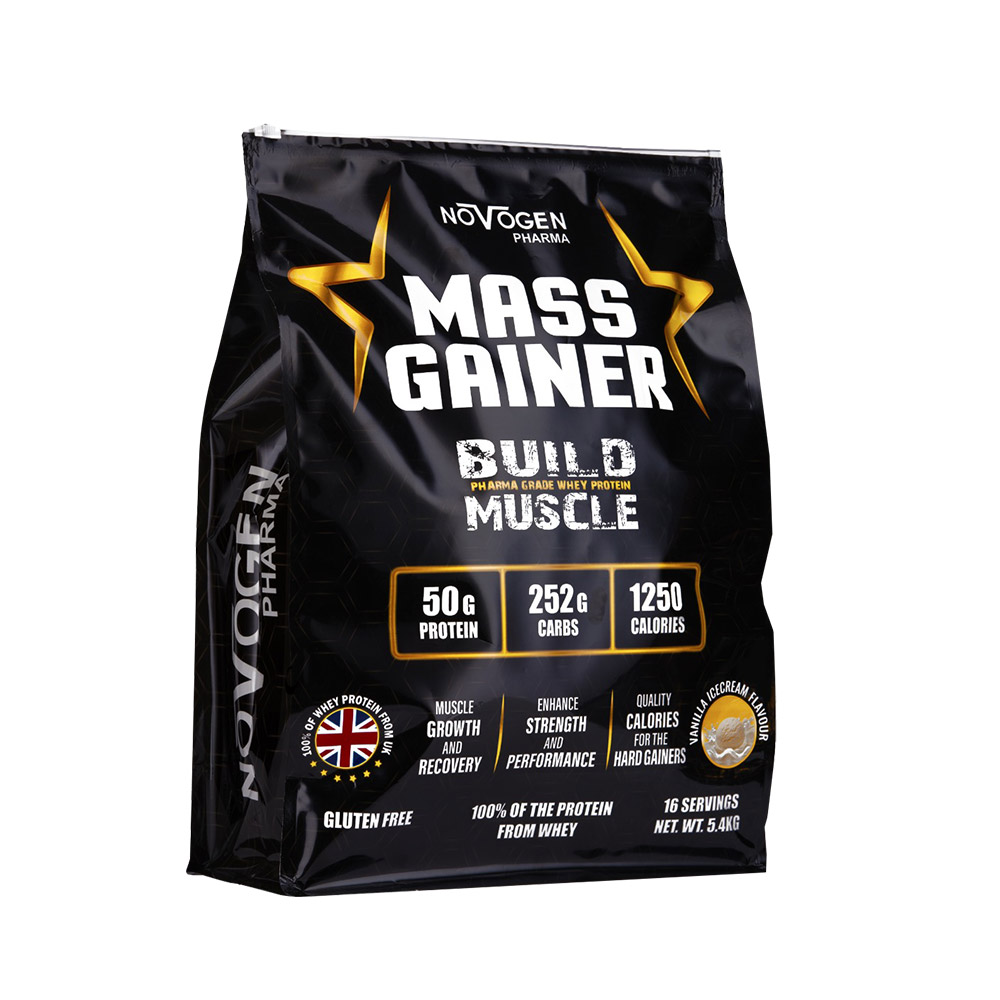 NOVOGEN
PHARMA
MASS
GAINER
BUILD
PHARMA GRADE WHEY PROTEIN
MUSCLE
50G
PROTEIN
252G
CARBS
1250
CALORIES
100% OF WHEY PROTEIN FROM UK
MUSCLE
GROWTH
AND
RECOVERY
ENHANCE
STRENGTH
AND
PERFORMANCE
QUALITY
CALORIES
FOR THE
HARD GAINERS
VANILLA ICECREAM FLAVOUR
GLUTEN FREE
100% OF THE PROTEIN
FROM WHEY
16 SERVINGS
NET. WT. 5.4KG
NOVOGEN
PHARMA